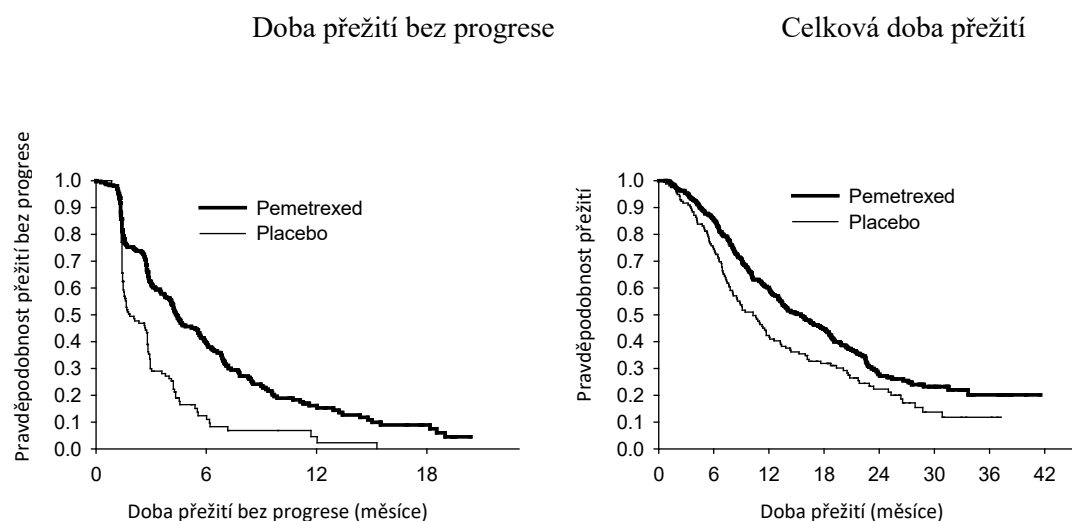 Doba přežití bez progrese
Celková doba přežití
Pravděpodobnost přežití bez progrese
1.0
0.9
0.8
0.7
0.6
0.5
0.4
0.3
0.2
0.1
0.0
Pemetrexed
Placebo
0 6 12 18
Doba přežití bez progrese (měsíce)
Pravděpodobnost přežití
1.0
0.9
0.8
0.7
0.6
0.5
0.4
0.3
0.2
0.1
0.0
Pemetrexed
Placebo
0 6 12 18 24 30 36 42
Doba přežití (měsíce)